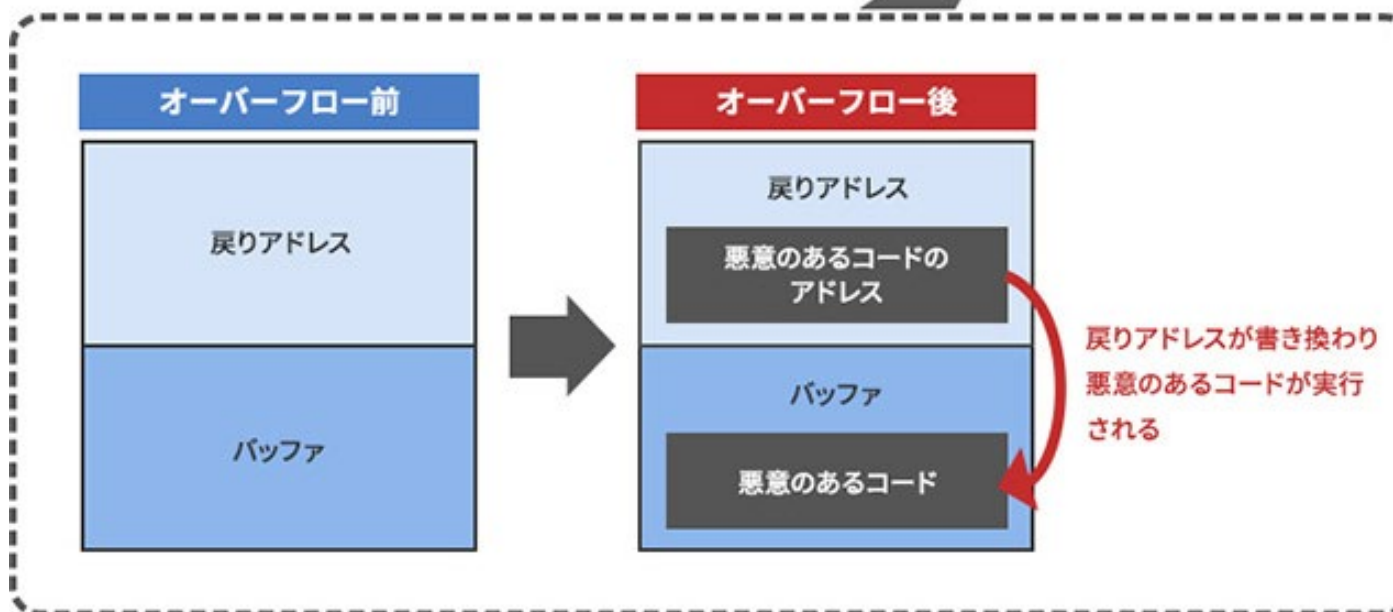 オーバーフロー前
戻りアドレス
バッファ
オーバーフロー後
戻りアドレス
悪意のあるコードの
アドレス
バッファ
悪意のあるコード
戻りアドレスが書き換わり
悪意のあるコードが実行
される